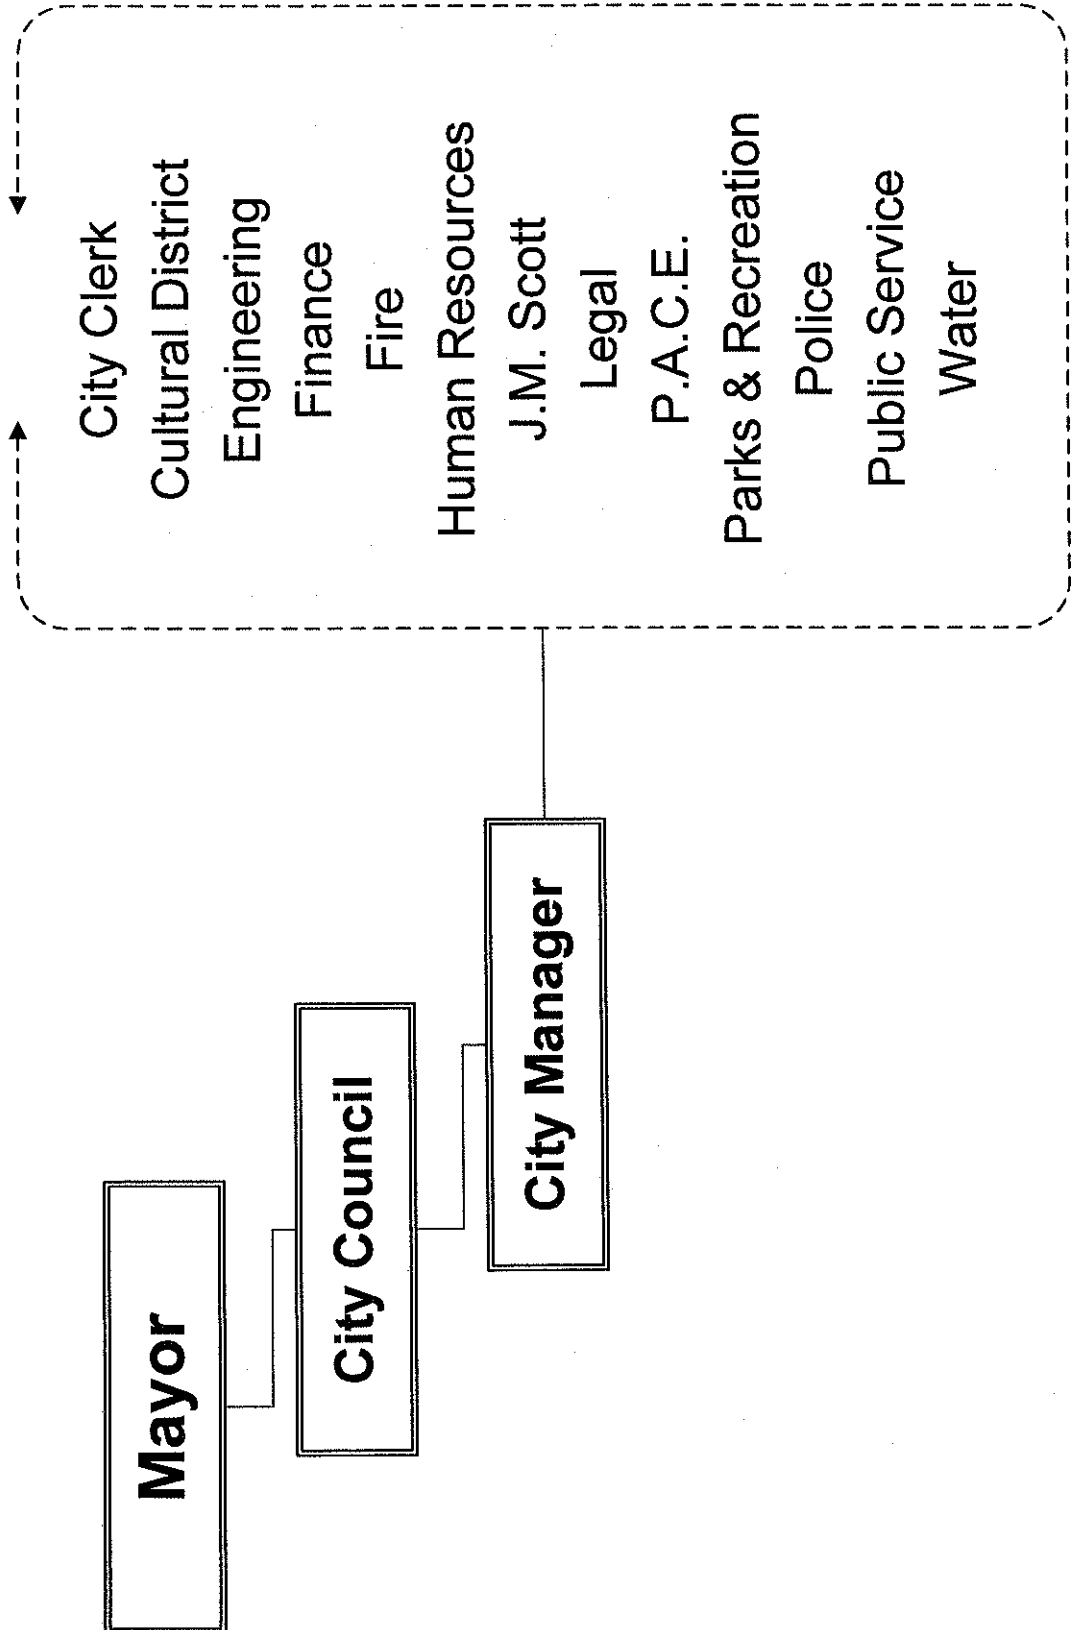 Mayor
City Council
City Manager
City Clerk
Cultural District
Engineering
Finance
Fire
Human Resources
J.M. Scott
Legal
P.A.C.E.
Parks & Recreation
Police
Public Service
Water